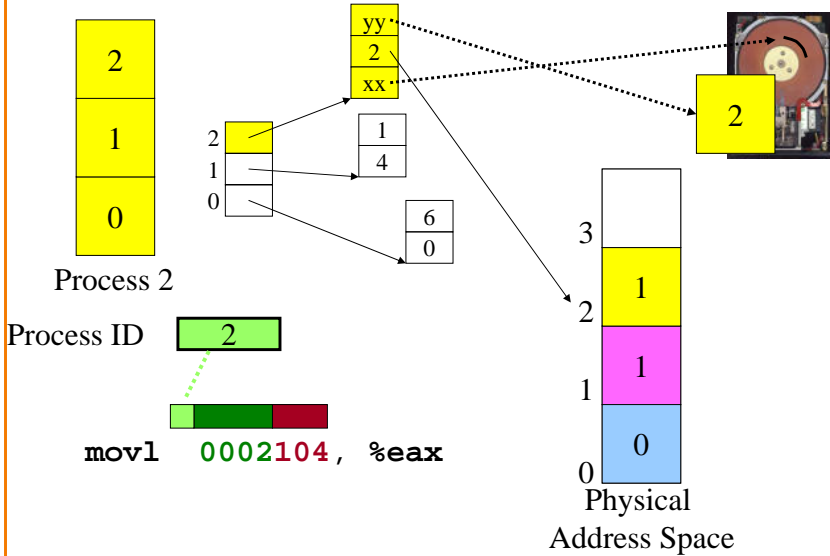 2
1
0
Process 2
Process ID
2
movl 0002104, %eax
2
1
0
yy
2
xx
1
4
6
0
2
3
2
1
0
1
1
0
Physical
Address Space